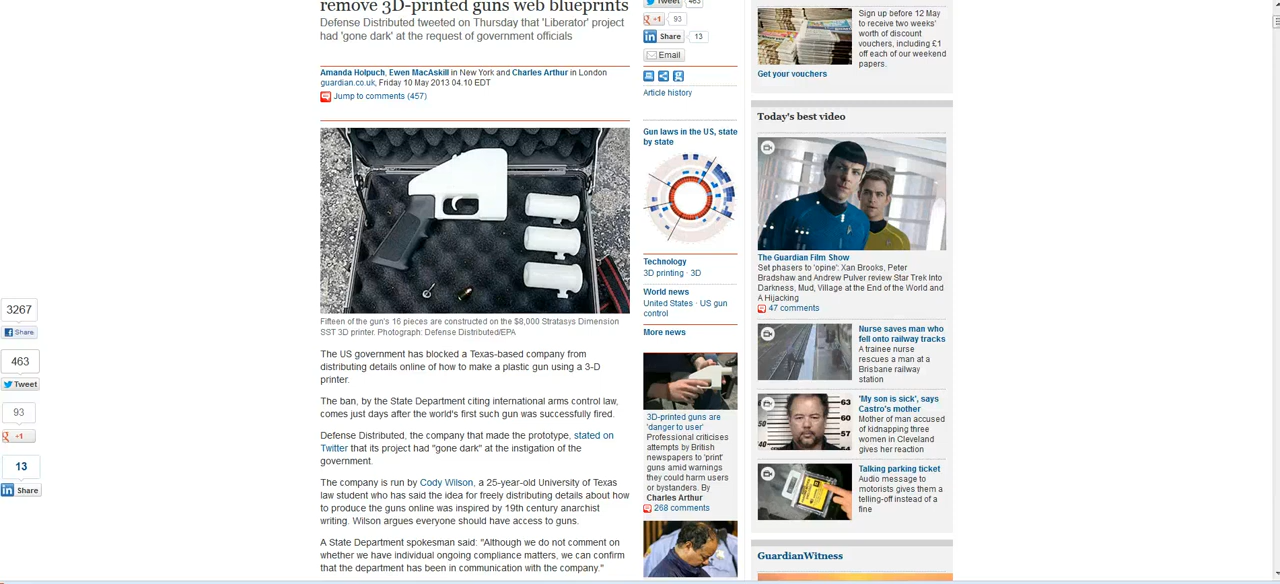 remove 3D-printed guns web blueprints
Defense Distributed tweeted on Thursday that 'Liberator' project
had 'gone dark' at the request of government officials
Amanda Holpuch, Ewen MacAskill in New York and Charles Arthur in London
guardian.co.uk, Friday 10 May 2013 04.10 EDT
Jump to comments (457)
Fifteen of the gun's 16 pieces are constructed on the $8,000 Stratasys Dimension
SST 3D printer. Photograph: Defense Distributed/EPA
The US government has blocked a Texas-based company from
distributing details online of how to make a plastic gun using a 3-D
printer.
The ban, by the State Department citing international arms control law,
comes just days after the world's first such gun was successfully fired.
Defense Distributed, the company that made the prototype, stated on
Twitter that its project had "gone dark" at the instigation of the
government.
The company is run by Cody Wilson, a 25-year-old University of Texas
law student who has said the idea for freely distributing details about how
to produce the guns online was inspired by 19th century anarchist
writing. Wilson argues everyone should have access to guns.
A State Department spokesman said: "Although we do not comment on
whether we have individual ongoing compliance matters, we can confirm
that the department has been in communication with the company."
3267
Share
463
Tweet
93
+1
13
in Share
Tweet 463
+1 93
in Share 13
Email
Article history
Gun laws in the US, state
by state
Technology
3D printing · 3D
World news
United States · US gun
control
More news
3D-printed guns are
'danger to user'
Professional criticises
attempts by British
newspapers to 'print'
guns amid warnings
they could harm users
or bystanders. By
Charles Arthur
268 comments
Sign up before 12 May
to receive two weeks'
worth of discount
vouchers, including £1
off each of our weekend
papers.
Get your vouchers
Today's best video
The Guardian Film Show
Set phasers to 'opine': Xan Brooks, Peter
Bradshaw and Andrew Pulver review Star Trek Into
Darkness, Mud, Village at the End of the World and
A Hijacking
47 comments
Nurse saves man who
fell onto railway tracks
A trainee nurse
rescues a man at a
Brisbane railway
station
63
60
57
54
'My son is sick', says
Castro's mother
Mother of man accused
of kidnapping three
women in Cleveland
gives her reaction
Talking parking ticket
Audio message to
motorists gives them a
telling-off instead of a
fine
GuardianWitness